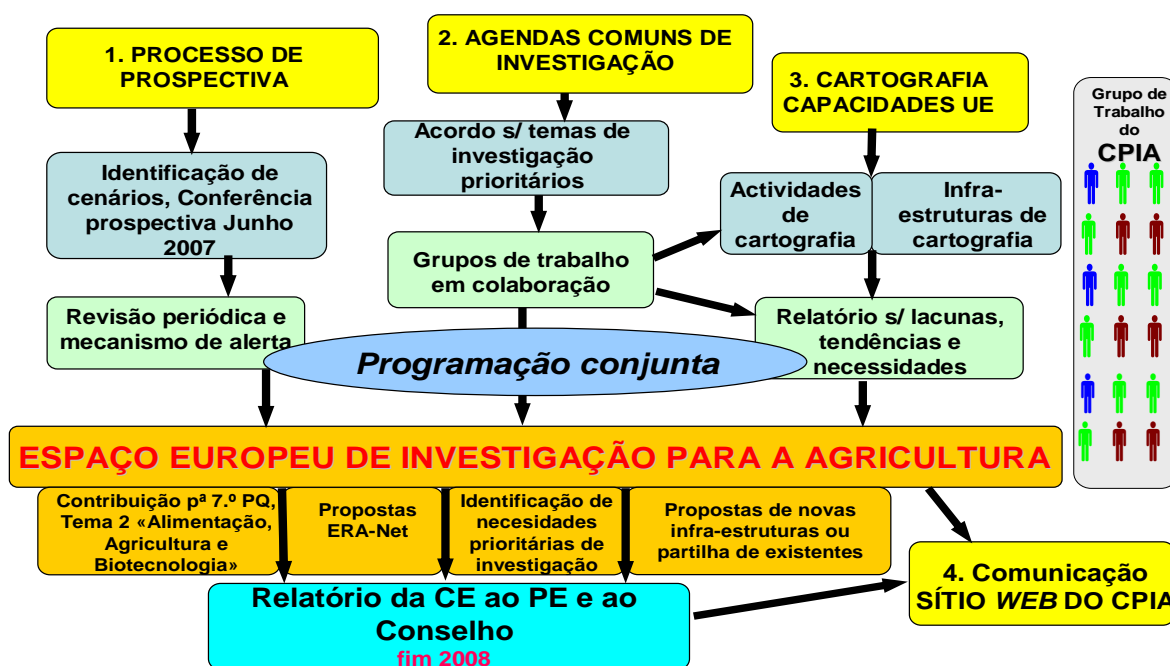 1. PROCESSO DE
PROSPECTIVA
2. AGENDAS COMUNS DE
INVESTIGAÇÃO
3. CARTOGRAFIA
CAPACIDADES UE
Grupo de
Trabalho
do
CPIA
Identificação de
cenários, Conferência
prospectiva Junho
2007
Acordo s/ temas de
investigação
prioritários
Actividades
de
cartografia
Infra-
estruturas de
cartografia
Grupos de trabalho
em colaboração
Revisão periódica e
mecanismo de alerta
Relatório s/ lacunas,
tendências e
necessidades
Programação conjunta
ESPAÇO EUROPEU DE INVESTIGAÇÃO PARA A AGRICULTURA
Contribuição pª 7.º PQ,
Tema 2 «Alimentação,
Agricultura e
Biotecnologia»
Propostas
ERA-Net
Identificação de
necessidades
prioritárias de
investigação
Propostas de novas
infra-estruturas ou
partilha de existentes
Relatório da CE ao PE e ao
Conselho
fim 2008
4. Comunicação
SÍTIO WEB DO CPIA